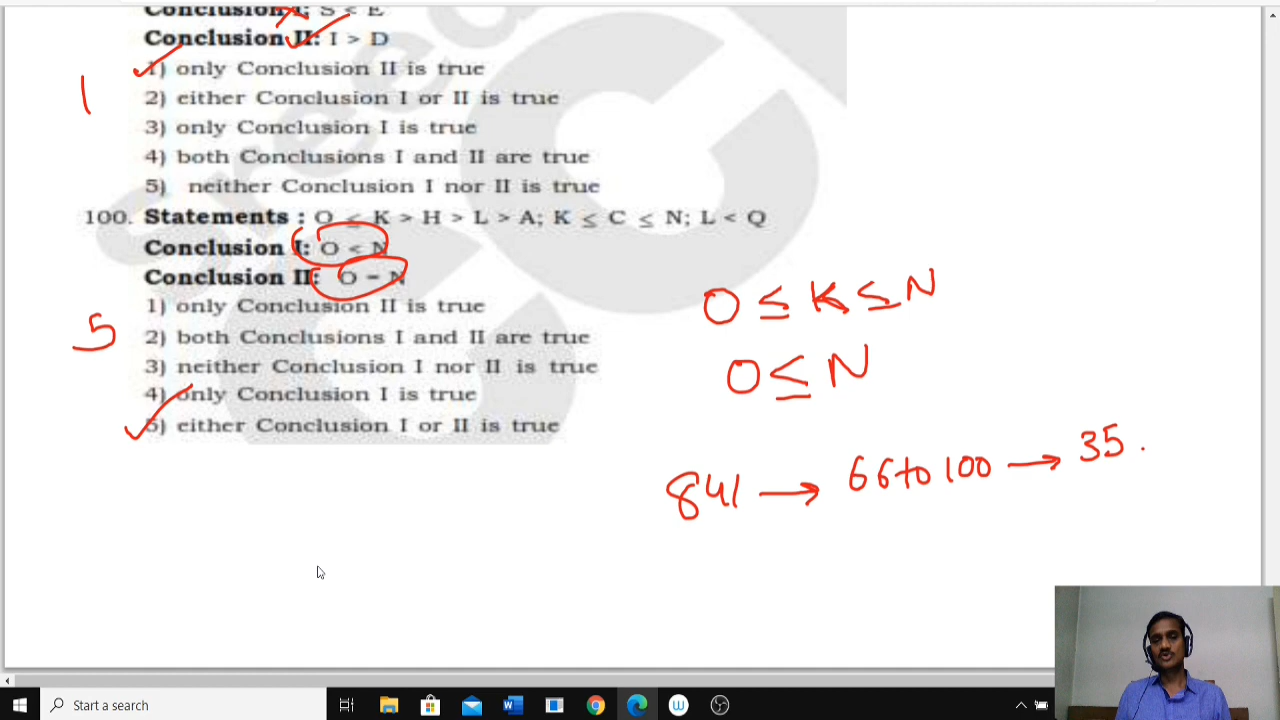 Conclusion I: S < E
Conclusion II: I > D
1) only Conclusion II is true
2) either Conclusion I or II is true
3) only Conclusion I is true
4) both Conclusions I and II are true
5) neither Conclusion I nor II is true
1
100. Statements : O ≤ K > H > L > A; K ≤ C ≤ N; L < Q
Conclusion I: O < N
Conclusion II: O = N
1) only Conclusion II is true
2) both Conclusions I and II are true
3) neither Conclusion I nor II is true
4) only Conclusion I is true
5) either Conclusion I or II is true
5
O ≤ K ≤ N
O ≤ N
841 → 66 to 100 → 35.
Start a search